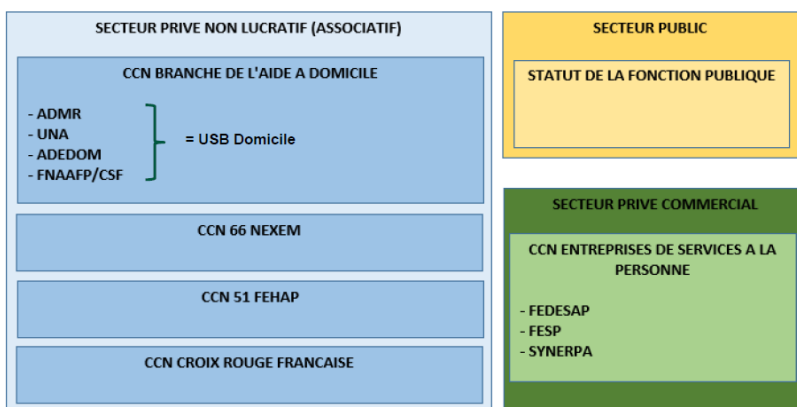 SECTEUR PRIVE NON LUCRATIF (ASSOCIATIF)
CCN BRANCHE DE L'AIDE A DOMICILE
- ADMR
- UNA
- ADEDOM
- FNAAFP/CSF
= USB Domicile
CCN 66 NEXEM
CCN 51 FEHAP
CCN CROIX ROUGE FRANCAISE
SECTEUR PUBLIC
STATUT DE LA FONCTION PUBLIQUE
SECTEUR PRIVE COMMERCIAL
CCN ENTREPRISES DE SERVICES A LA
PERSONNE
- FEDESAP
- FESP
- SYNERPA